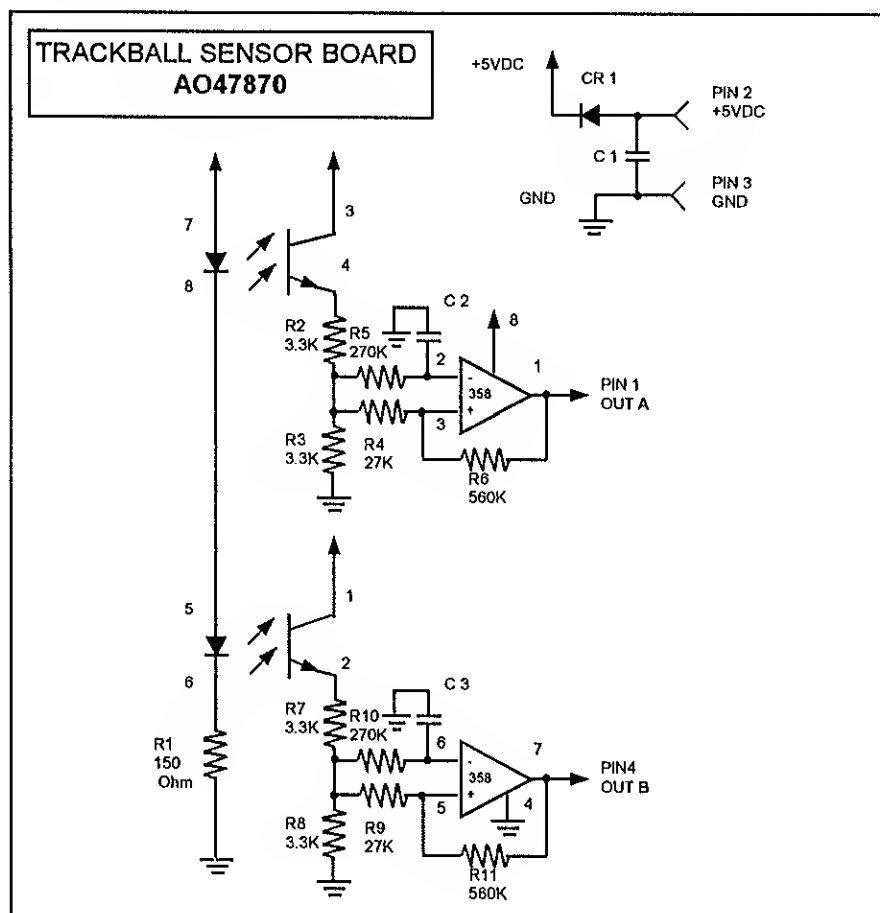 TRACKBALL SENSOR BOARD
AO47870
+5VDC
CR 1
PIN 2
+5VDC
C 1
PIN 3
GND
GND
7
8
3
4
R2
3.3K
R5
270K
C 2
2
8
1
-
358
+
PIN 1
OUT A
3
R3
3.3K
R4
27K
R6
560K
5
6
1
2
R7
3.3K
R10
270K
C 3
6
7
-
358
+
PIN4
OUT B
5
4
R1
150
Ohm
R8
3.3K
R9
27K
R11
560K